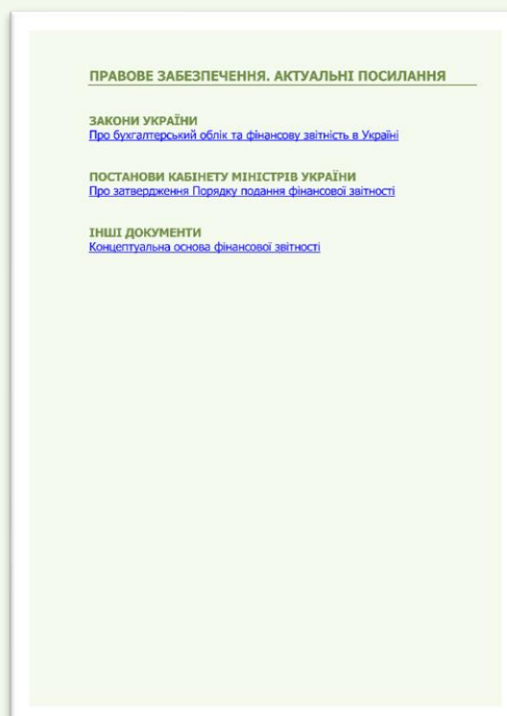 ПРАВОВЕ ЗАБЕЗПЕЧЕННЯ. АКТУАЛЬНІ ПОСИЛАННЯ
ЗАКОНИ УКРАЇНИ
Про бухгалтерський облік та фінансову звітність в Україні
ПОСТАНОВИ КАБІНЕТУ МІНІСТРІВ УКРАЇНИ
Про затвердження Порядку подання фінансової звітності
ІНШІ ДОКУМЕНТИ
Концептуальна основа фінансової звітності